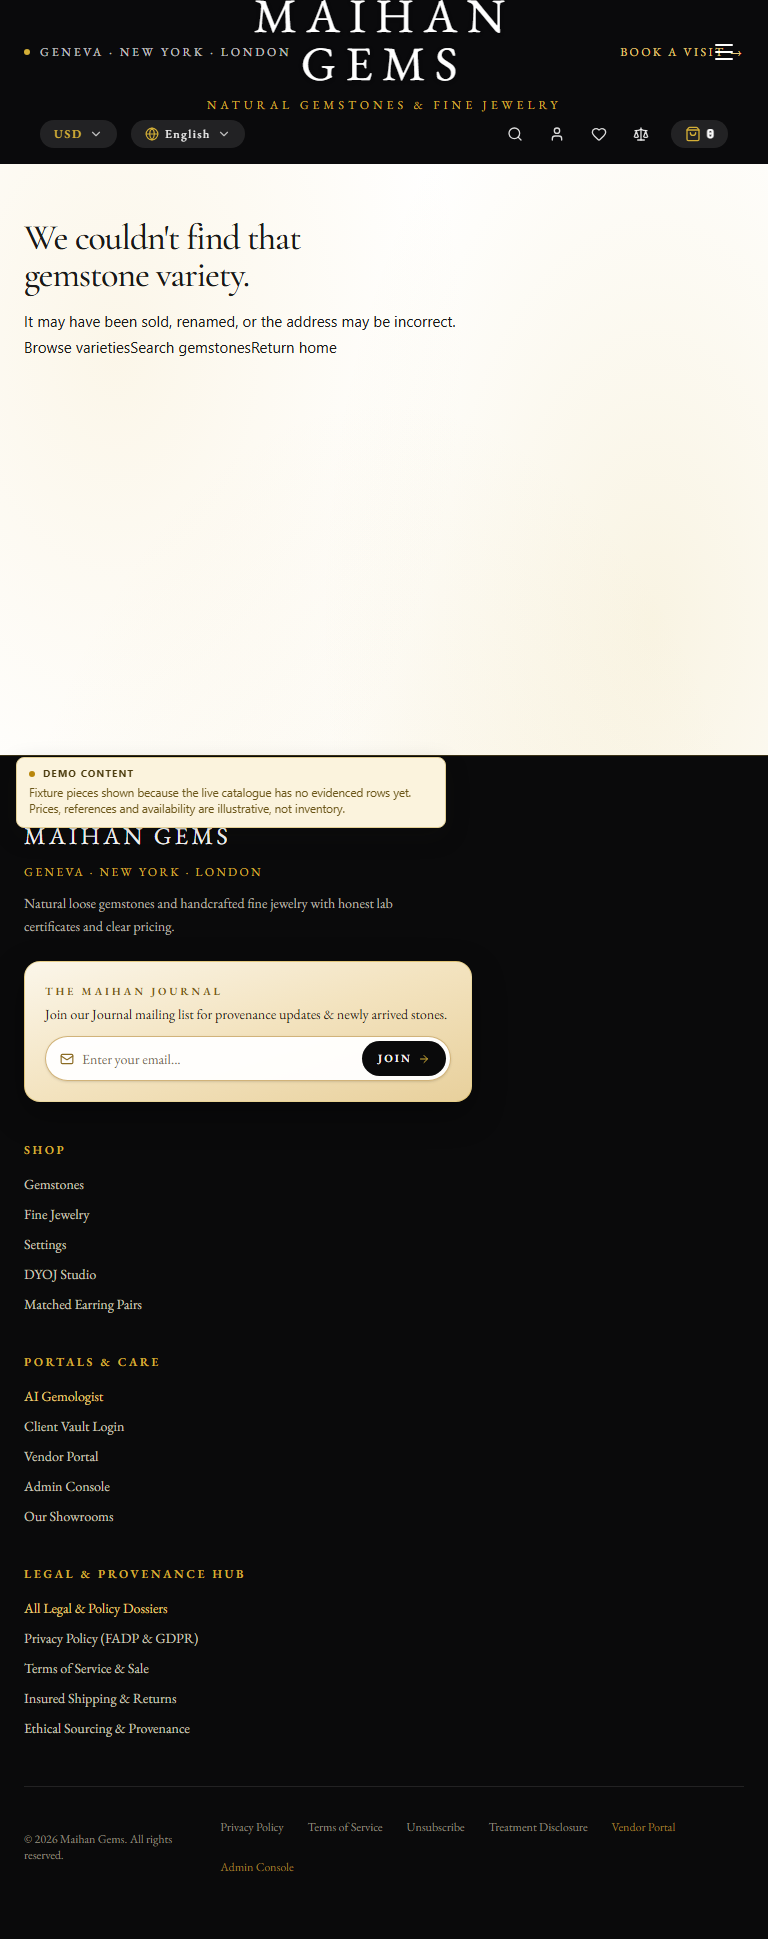 MAIHAN
GEMS
GENEVA · NEW YORK · LONDON
BOOK A VISIT →
NATURAL GEMSTONES & FINE JEWELRY
USD
English
0
We couldn't find that
gemstone variety.
It may have been sold, renamed, or the address may be incorrect.
Browse varietiesSearch gemstonesReturn home
DEMO CONTENT
Fixture pieces shown because the live catalogue has no evidenced rows yet.
Prices, references and availability are illustrative, not inventory.
MAIHAN GEMS
GENEVA · NEW YORK · LONDON
Natural loose gemstones and handcrafted fine jewelry with honest lab
certificates and clear pricing.
THE MAIHAN JOURNAL
Join our Journal mailing list for provenance updates & newly arrived stones.
Enter your email...
JOIN →
SHOP
Gemstones
Fine Jewelry
Settings
DYOJ Studio
Matched Earring Pairs
PORTALS & CARE
AI Gemologist
Client Vault Login
Vendor Portal
Admin Console
Our Showrooms
LEGAL & PROVENANCE HUB
All Legal & Policy Dossiers
Privacy Policy (FADP & GDPR)
Terms of Service & Sale
Insured Shipping & Returns
Ethical Sourcing & Provenance
© 2026 Maihan Gems. All rights
reserved.
Privacy Policy
Terms of Service
Unsubscribe
Treatment Disclosure
Vendor Portal
Admin Console